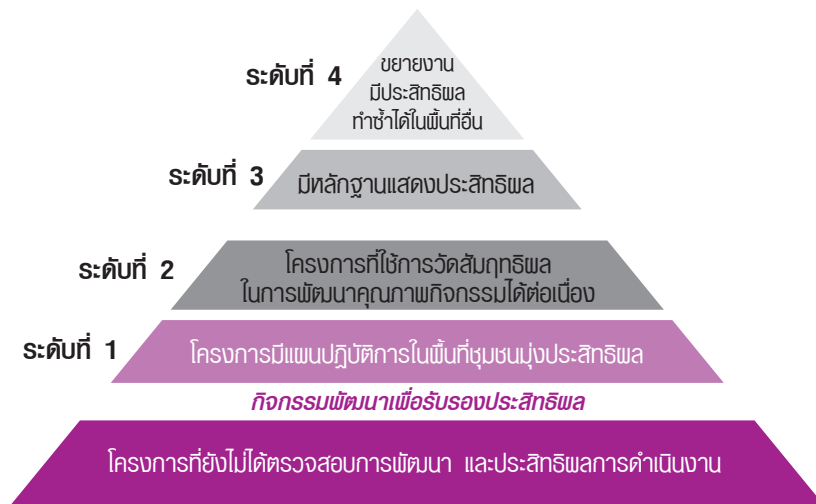 ระดับที่ 4
ขยายงาน
มีประสิทธิผล
ทำซ้ำได้ในพื้นที่อื่น
ระดับที่ 3
มีหลักฐานแสดงประสิทธิผล
ระดับที่ 2
โครงการที่ใช้การวัดสัมฤทธิผล
ในการพัฒนาคุณภาพกิจกรรมได้ต่อเนื่อง
ระดับที่ 1
โครงการมีแผนปฏิบัติการในพื้นที่ชุมชนมุ่งประสิทธิผล
กิจกรรมพัฒนาเพื่อรับรองประสิทธิผล
โครงการที่ยังไม่ได้ตรวจสอบการพัฒนา และประสิทธิผลการดำเนินงาน